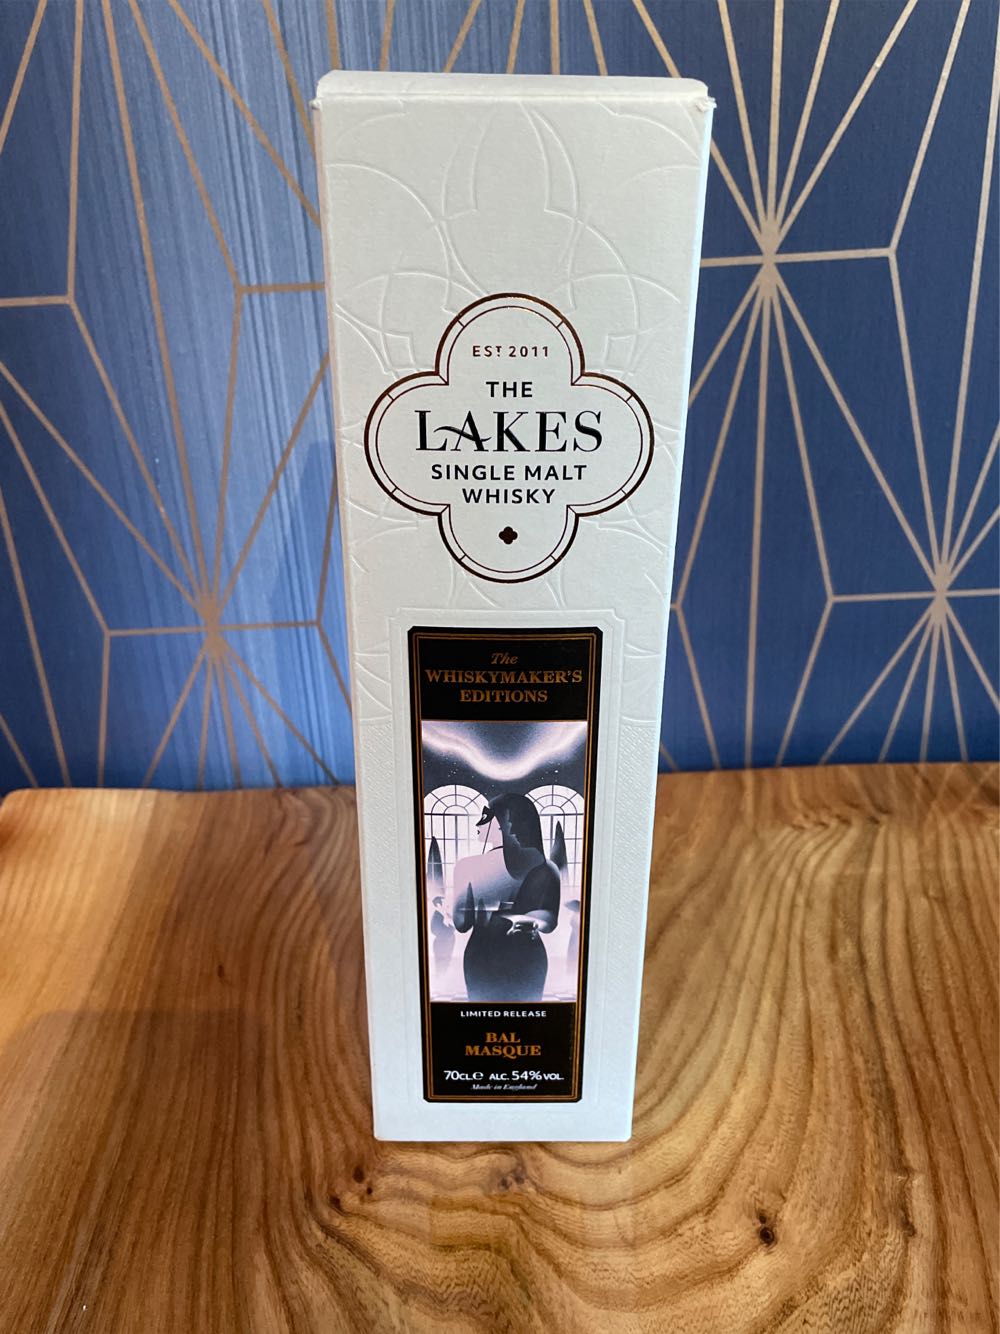 EST 2011
THE
LAKES
SINGLE MALT
WHISKY
The
WHISKYMAKER'S
EDITIONS
LIMITED RELEASE
BAL
MASQUE
70CL℮ ALC. 54% VOL.
Made in England